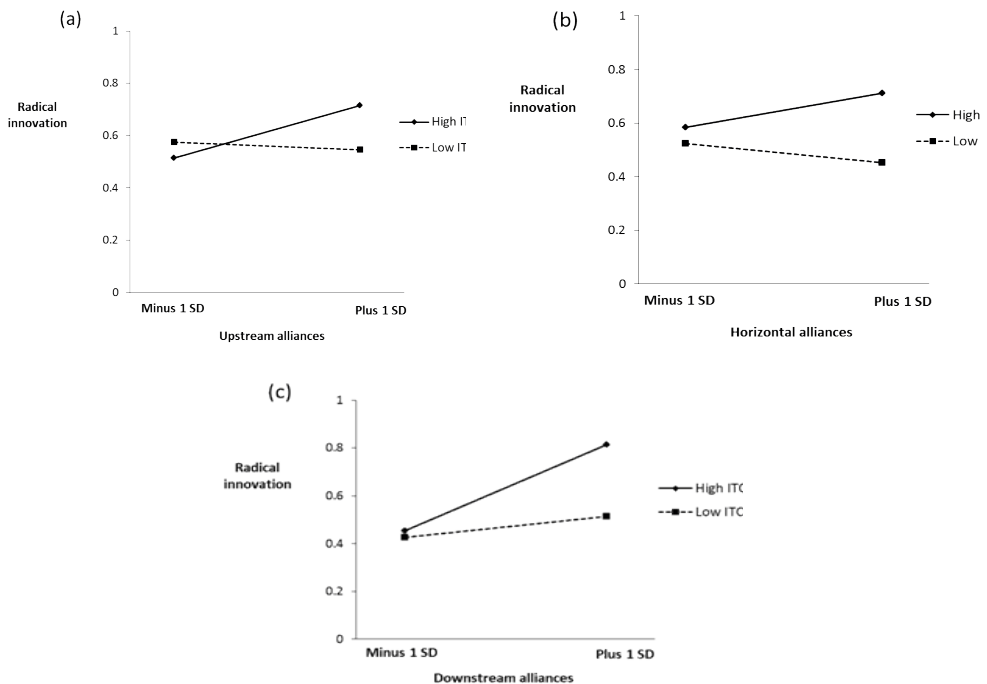 (a)
1
0.8
Radical
innovation
0.6
0.4
0.2
0
Minus 1 SD
Plus 1 SD
Upstream alliances
High IT
Low IT
(b)
1
0.8
Radical
innovation
0.6
0.4
0.2
0
Minus 1 SD
Plus 1 SD
Horizontal alliances
High
Low
(c)
1
0.8
Radical
innovation
0.6
0.4
0.2
0
Minus 1 SD
Plus 1 SD
Downstream alliances
High ITC
Low ITC